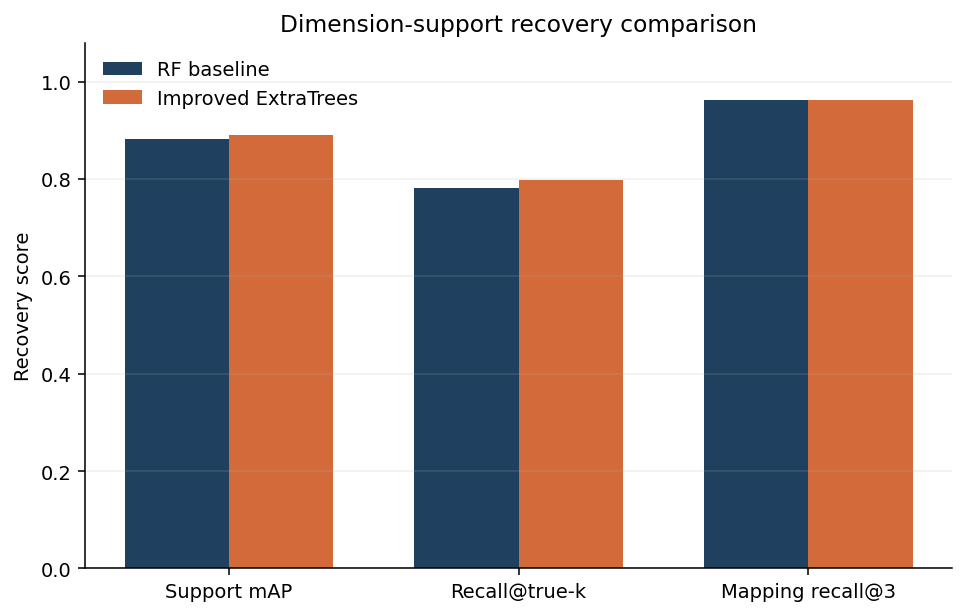 Dimension-support recovery comparison
RF baseline
Improved ExtraTrees
Recovery score
1.0
0.8
0.6
0.4
0.2
0.0
Support mAP
Recall@true-k
Mapping recall@3